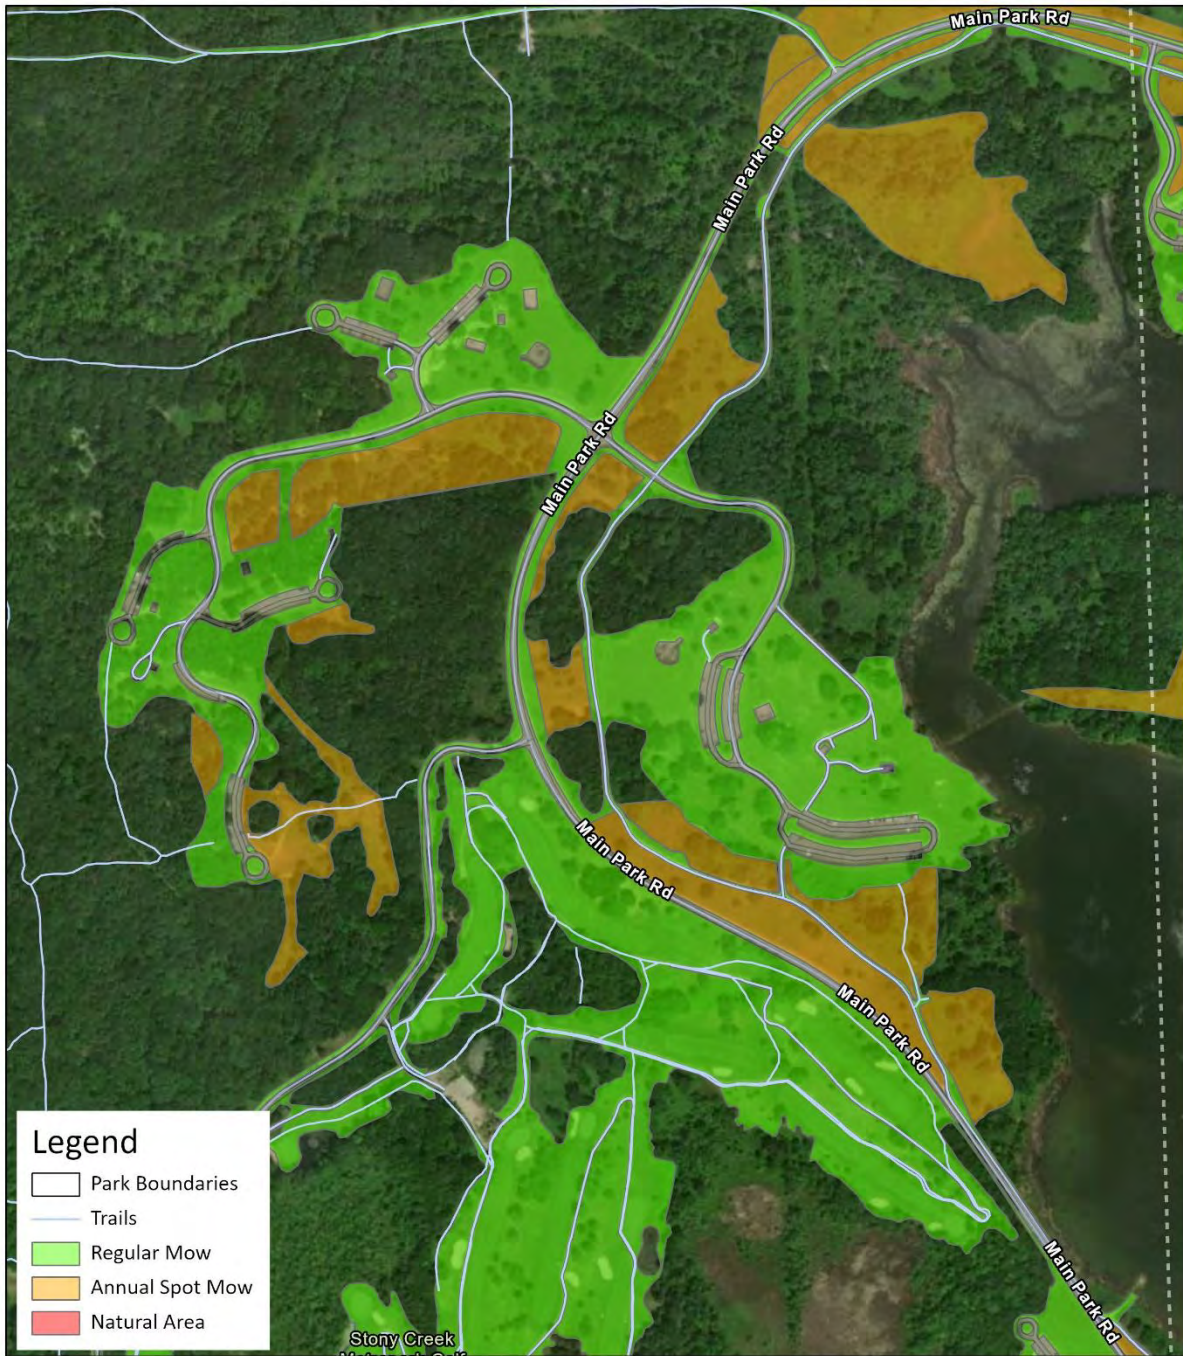 Main Park Rd
Main Park Rd
Main Park Rd
Main Park Rd
Main Park Rd
Main Park Rd
Legend
Park Boundaries
Trails
Regular Mow
Annual Spot Mow
Natural Area
Stony Creek